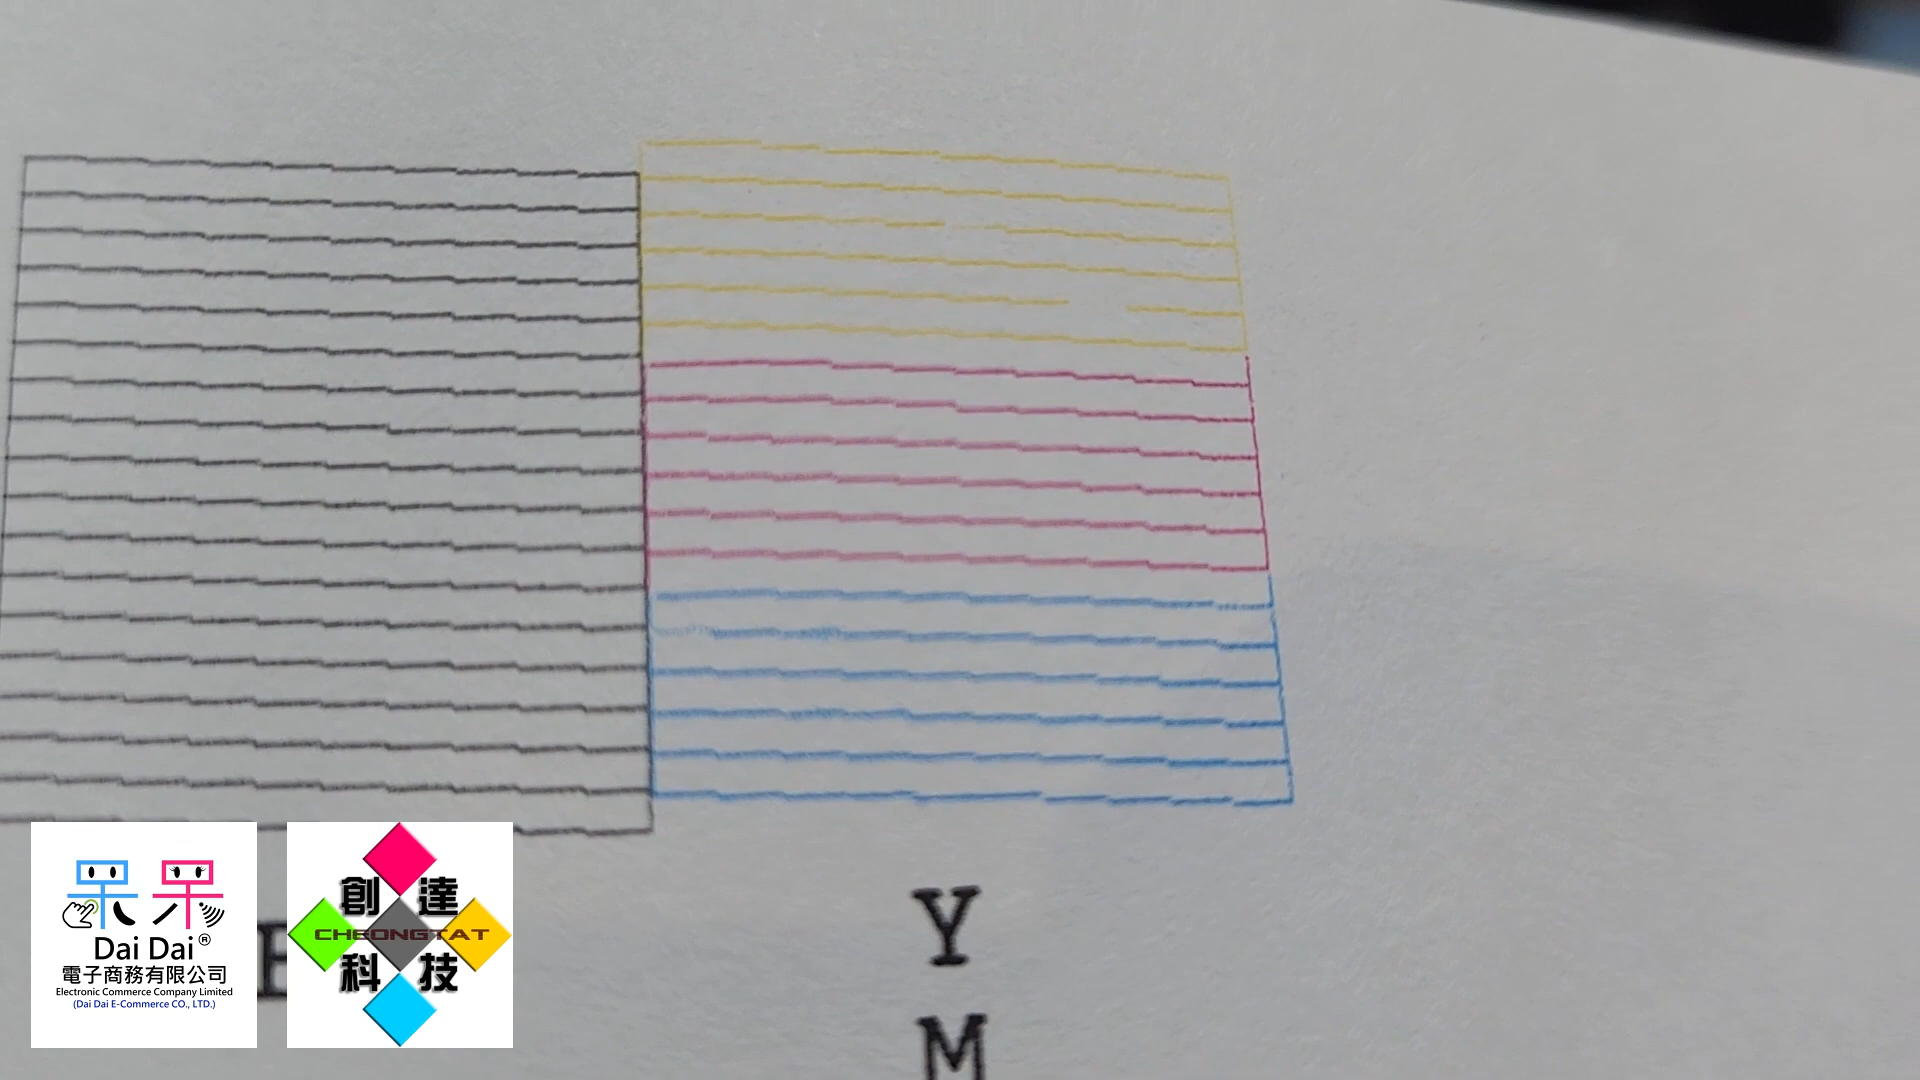 Y
M
Dai Dai®
電子商務有限公司
Electronic Commerce Company Limited
(Dai Dai E-Commerce CO., LTD.)
創達
CHEONGTAT
科技